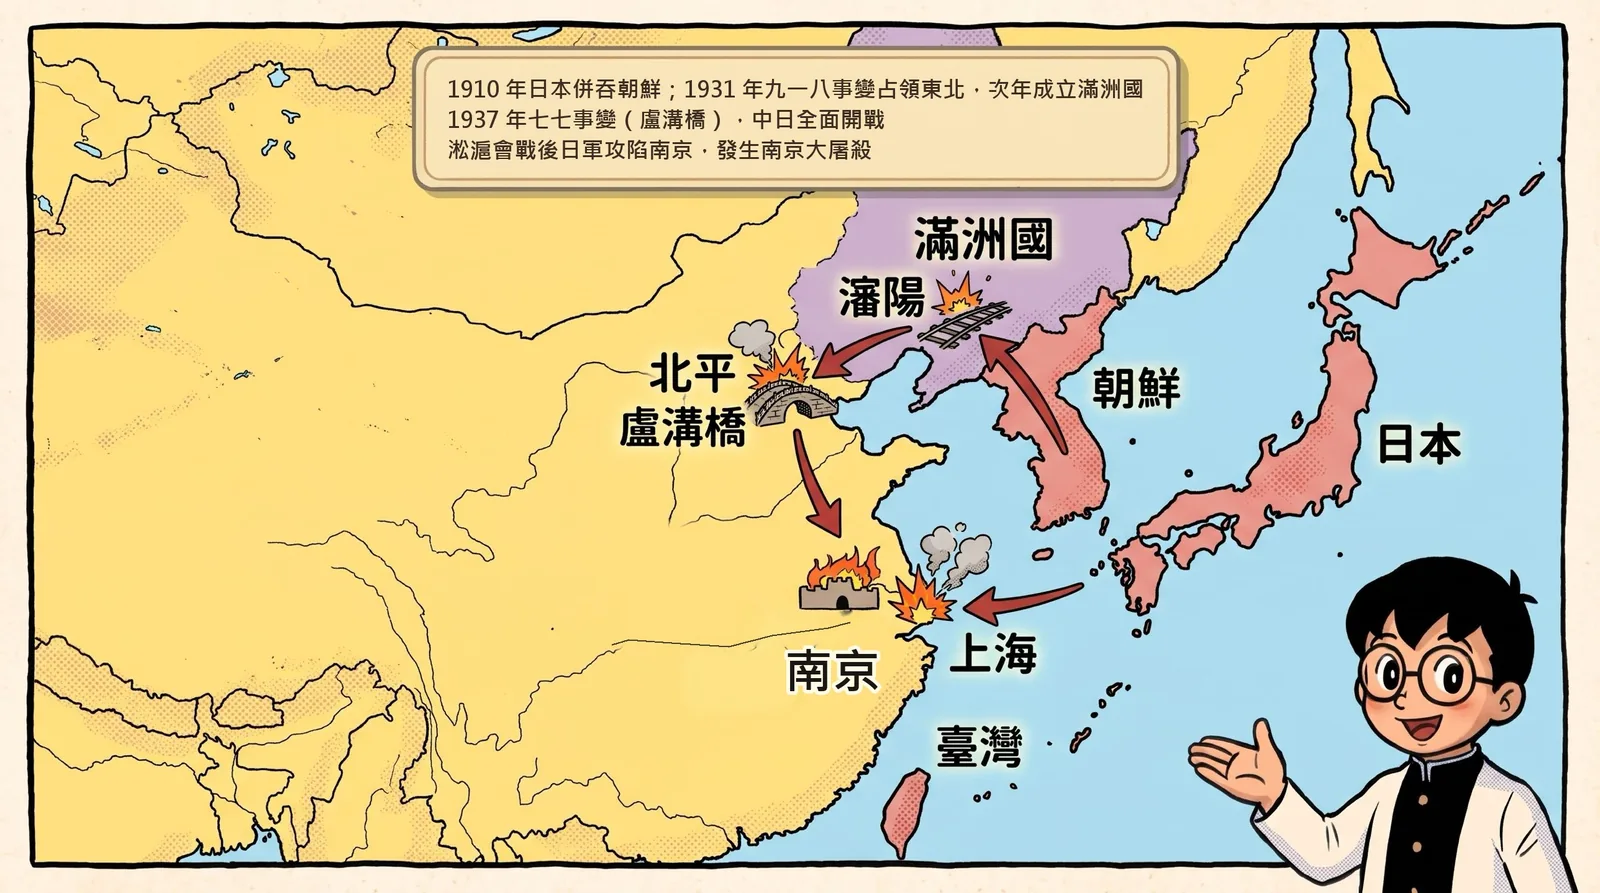 1910 年日本併吞朝鮮；1931 年九一八事變占領東北，次年成立滿洲國
1937 年七七事變（盧溝橋），中日全面開戰
淞滬會戰後日軍攻陷南京，發生南京大屠殺
滿洲國
瀋陽
北平
盧溝橋
朝鮮
日本
上海
南京
臺灣